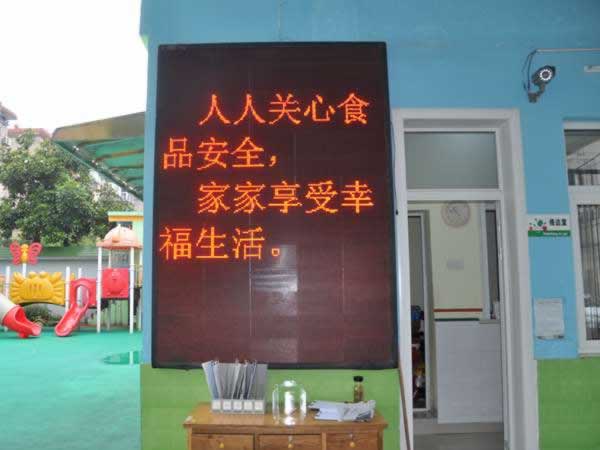 人人关心食
品安全，
家家享受幸
福生活。